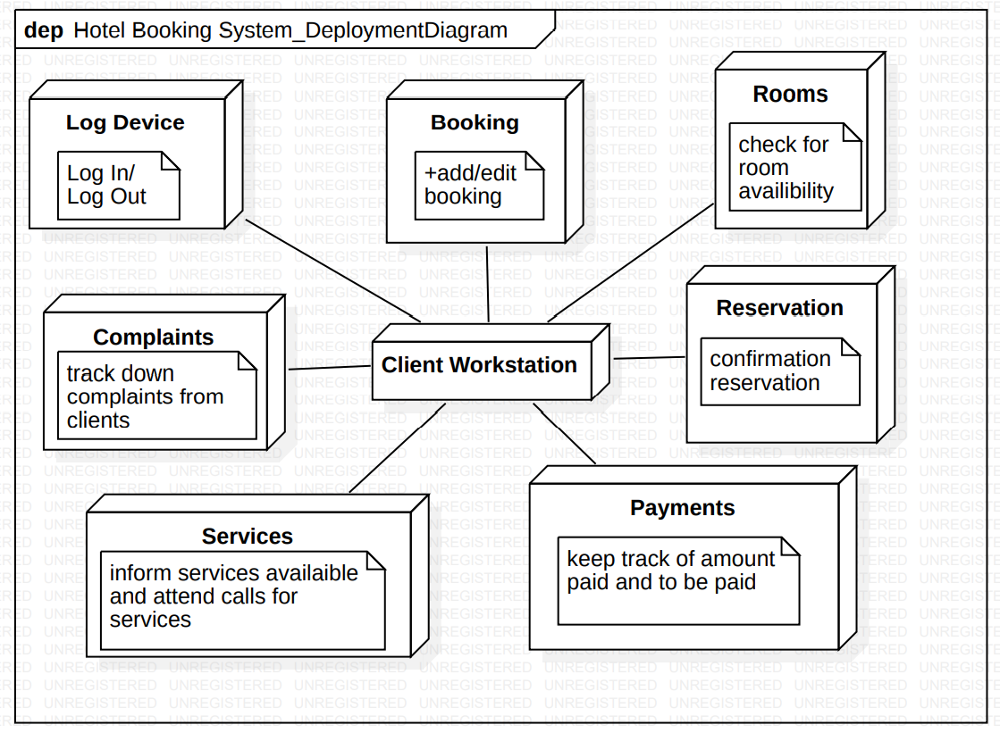 dep Hotel Booking System_DeploymentDiagram
Log Device
Log In/
Log Out
Booking
+add/edit
booking
Rooms
check for
room
availibility
Complaints
track down
complaints from
clients
Client Workstation
Reservation
confirmation
reservation
Services
inform services availaible
and attend calls for
services
Payments
keep track of amount
paid and to be paid
UNREGISTERED